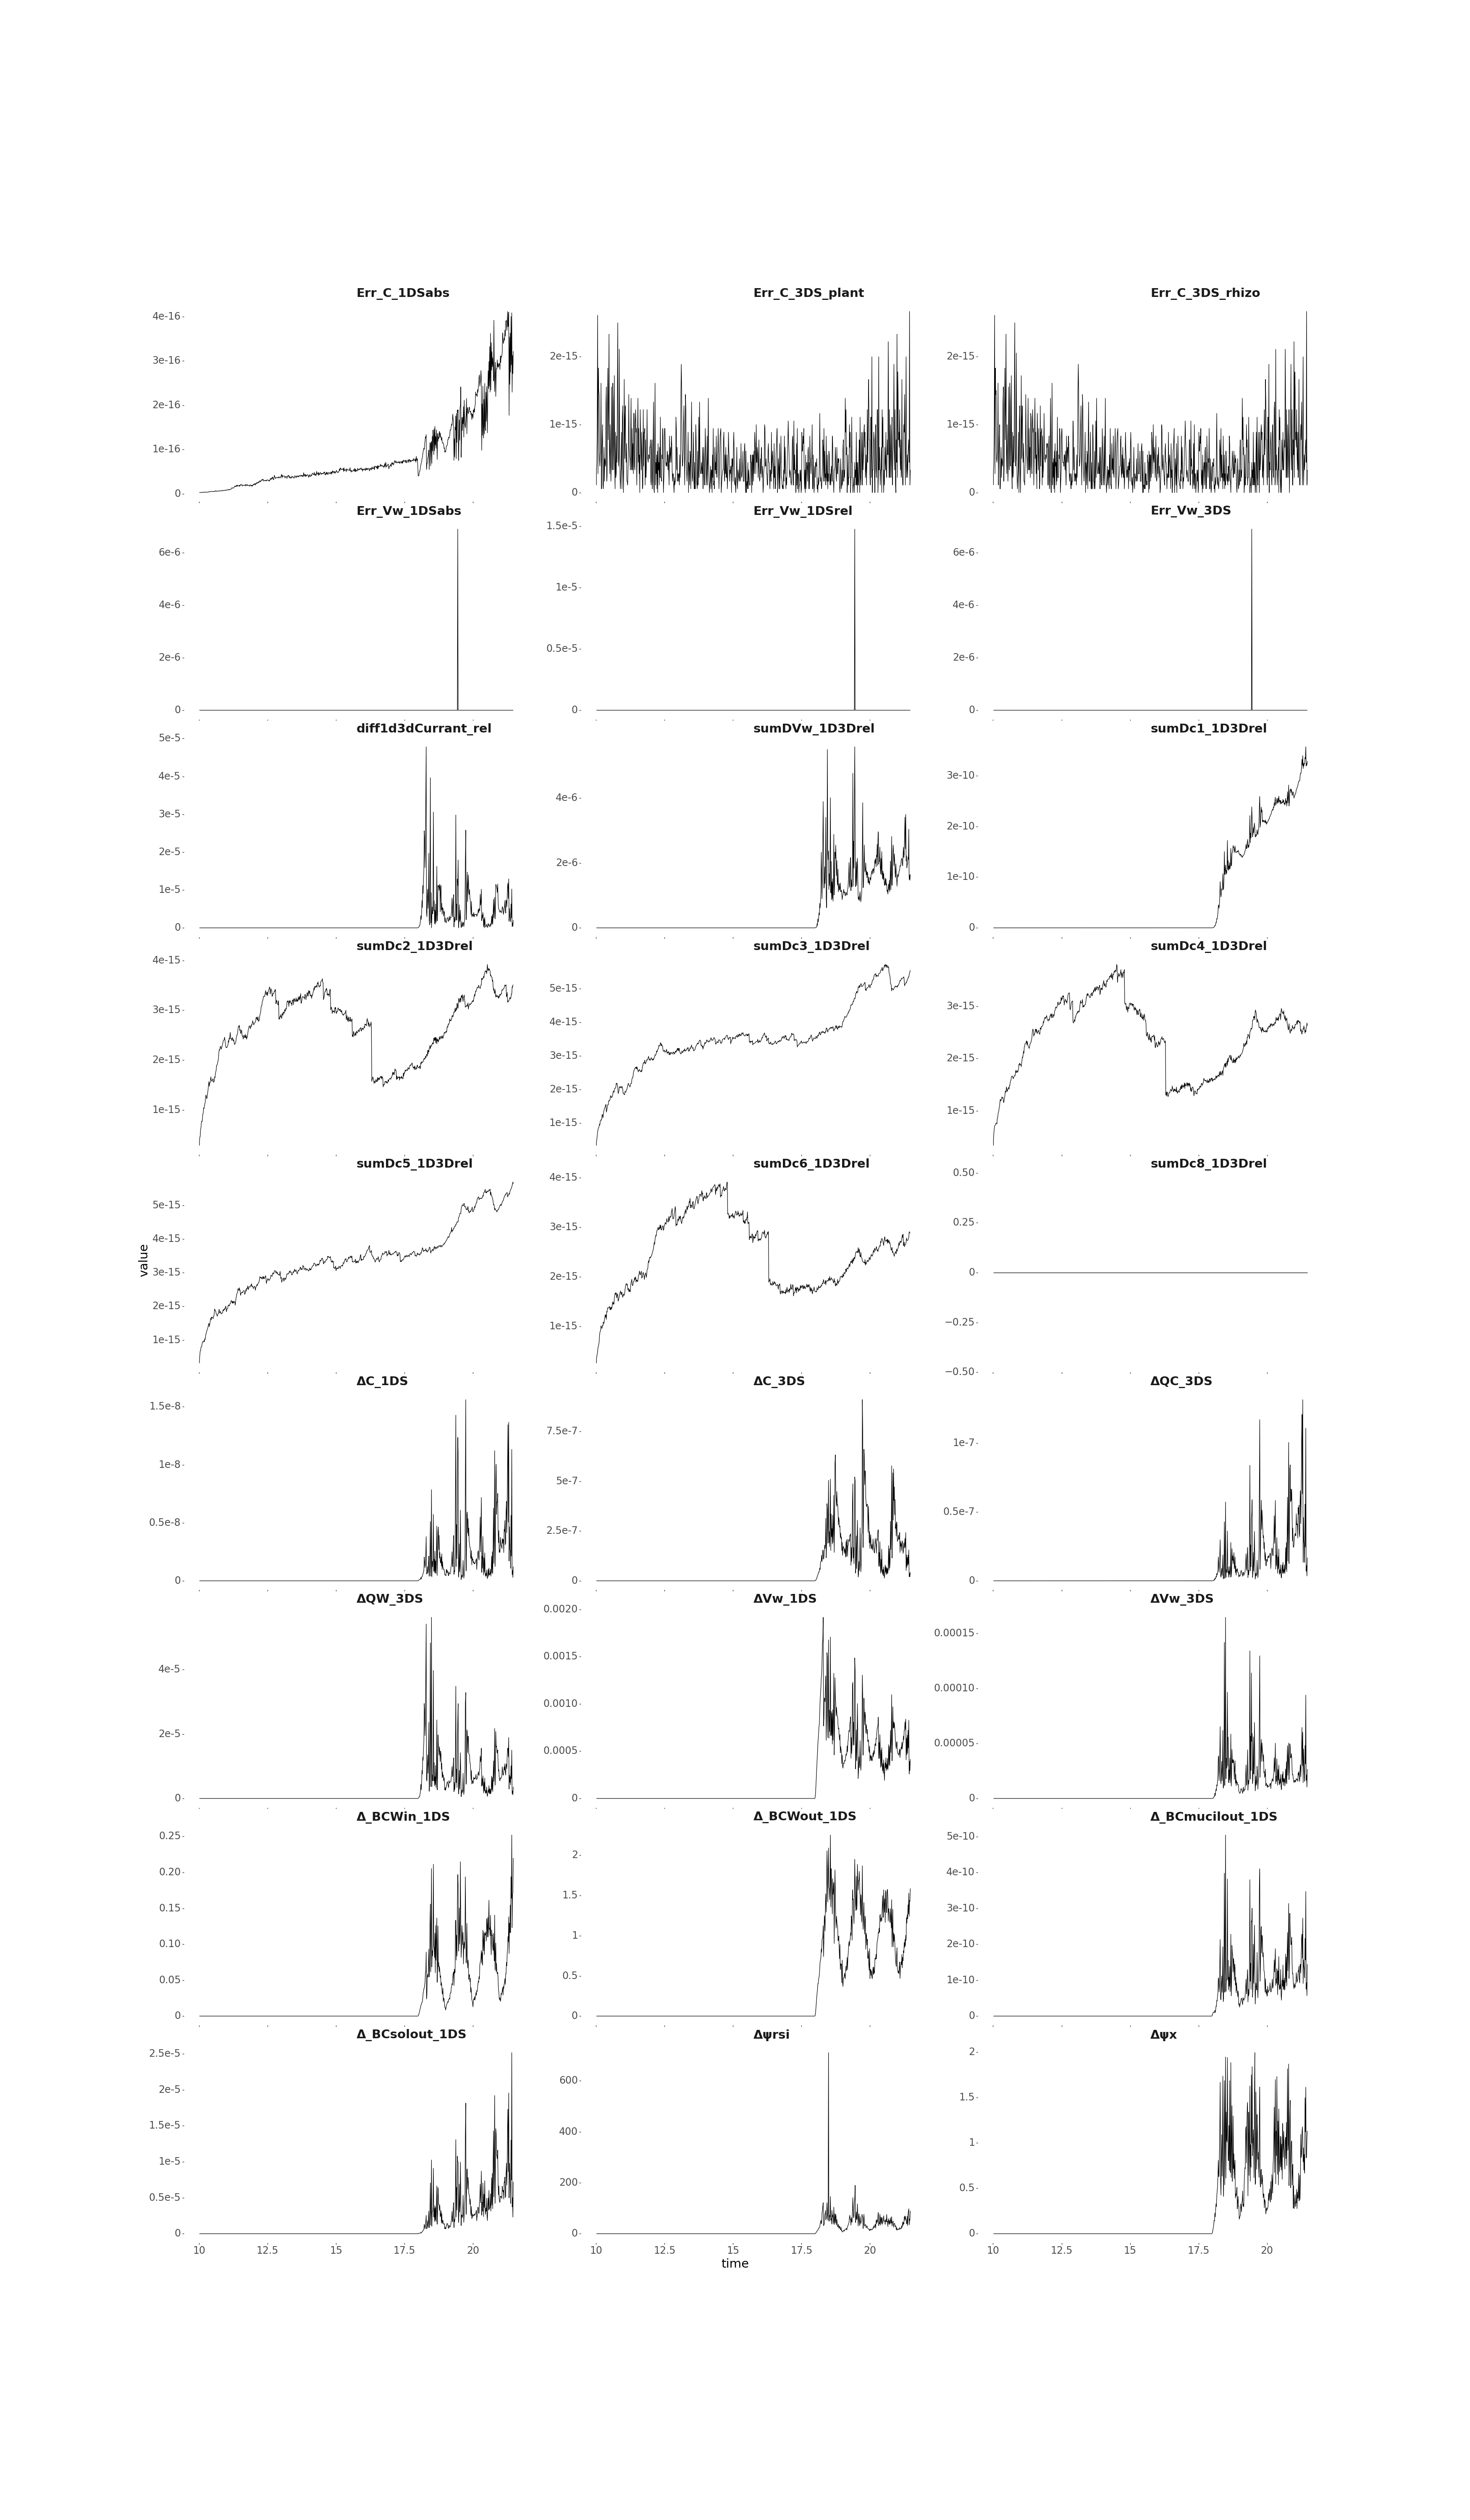 Err_C_1DSabs Err_C_3DS_plant Err_C_3DS_rhizo
4e-16
3e-16
2e-16
1e-16
0
2e-15
1e-15
0
2e-15
1e-15
0
Err_Vw_1DSabs Err_Vw_1DSrel Err_Vw_3DS
6e-6
4e-6
2e-6
0
1.5e-5
1e-5
0.5e-5
0
6e-6
4e-6
2e-6
0
diff1d3dCurrant_rel sumDVw_1D3Drel sumDc1_1D3Drel
5e-5
4e-5
3e-5
2e-5
1e-5
0
4e-6
2e-6
0
3e-10
2e-10
1e-10
0
sumDc2_1D3Drel sumDc3_1D3Drel sumDc4_1D3Drel
4e-15
3e-15
2e-15
1e-15
5e-15
4e-15
3e-15
2e-15
1e-15
3e-15
2e-15
1e-15
sumDc5_1D3Drel sumDc6_1D3Drel sumDc8_1D3Drel
5e-15
4e-15
3e-15
2e-15
1e-15
4e-15
3e-15
2e-15
1e-15
0.50
0.25
0
−0.25
−0.50
value
ΔC_1DS ΔC_3DS ΔQC_3DS
1.5e-8
1e-8
0.5e-8
0
7.5e-7
5e-7
2.5e-7
0
1e-7
0.5e-7
0
ΔQW_3DS ΔVw_1DS ΔVw_3DS
4e-5
2e-5
0
0.0020
0.0015
0.0010
0.0005
0
0.00015
0.00010
0.00005
0
Δ_BCWin_1DS Δ_BCWout_1DS Δ_BCmucilout_1DS
0.25
0.20
0.15
0.10
0.05
0
2
1.5
1
0.5
0
5e-10
4e-10
3e-10
2e-10
1e-10
0
Δ_BCsolout_1DS Δψrsi Δψx
2.5e-5
2e-5
1.5e-5
1e-5
0.5e-5
0
600
400
200
0
2
1.5
1
0.5
0
10 12.5 15 17.5 20 10 12.5 15 17.5 20 10 12.5 15 17.5 20
time